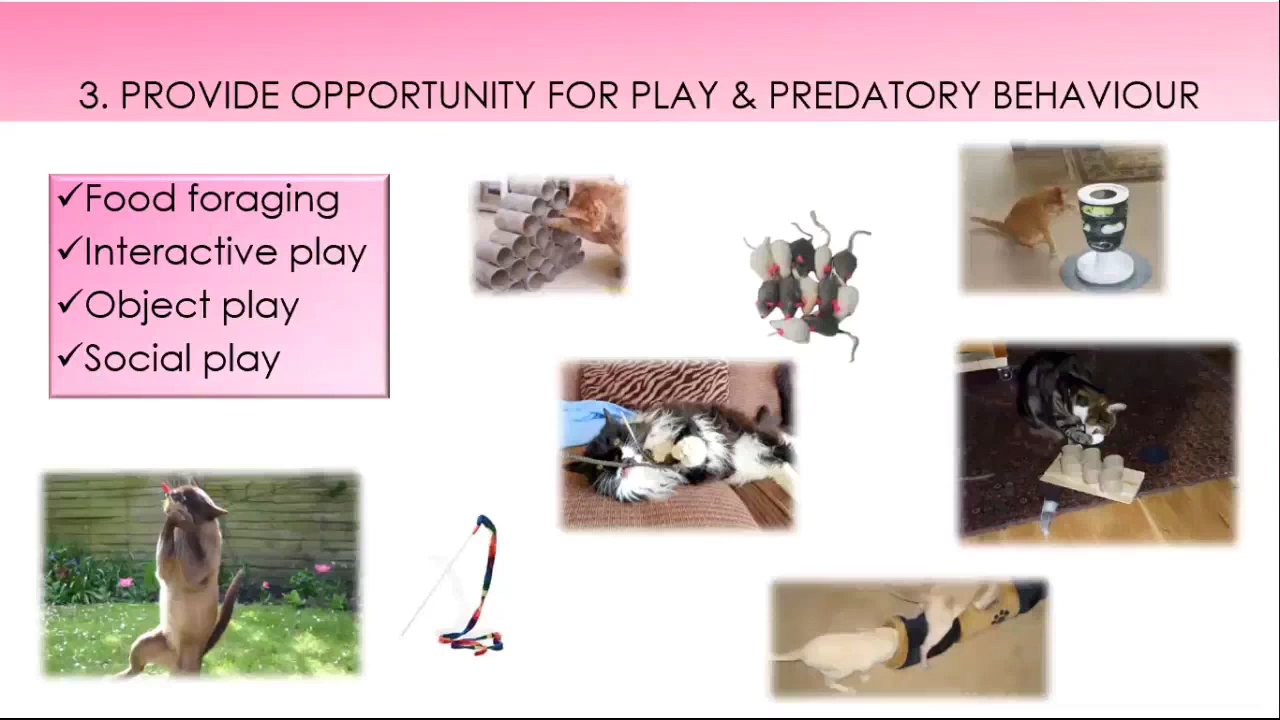 3. PROVIDE OPPORTUNITY FOR PLAY & PREDATORY BEHAVIOUR
✓Food foraging
✓Interactive play
✓Object play
✓Social play